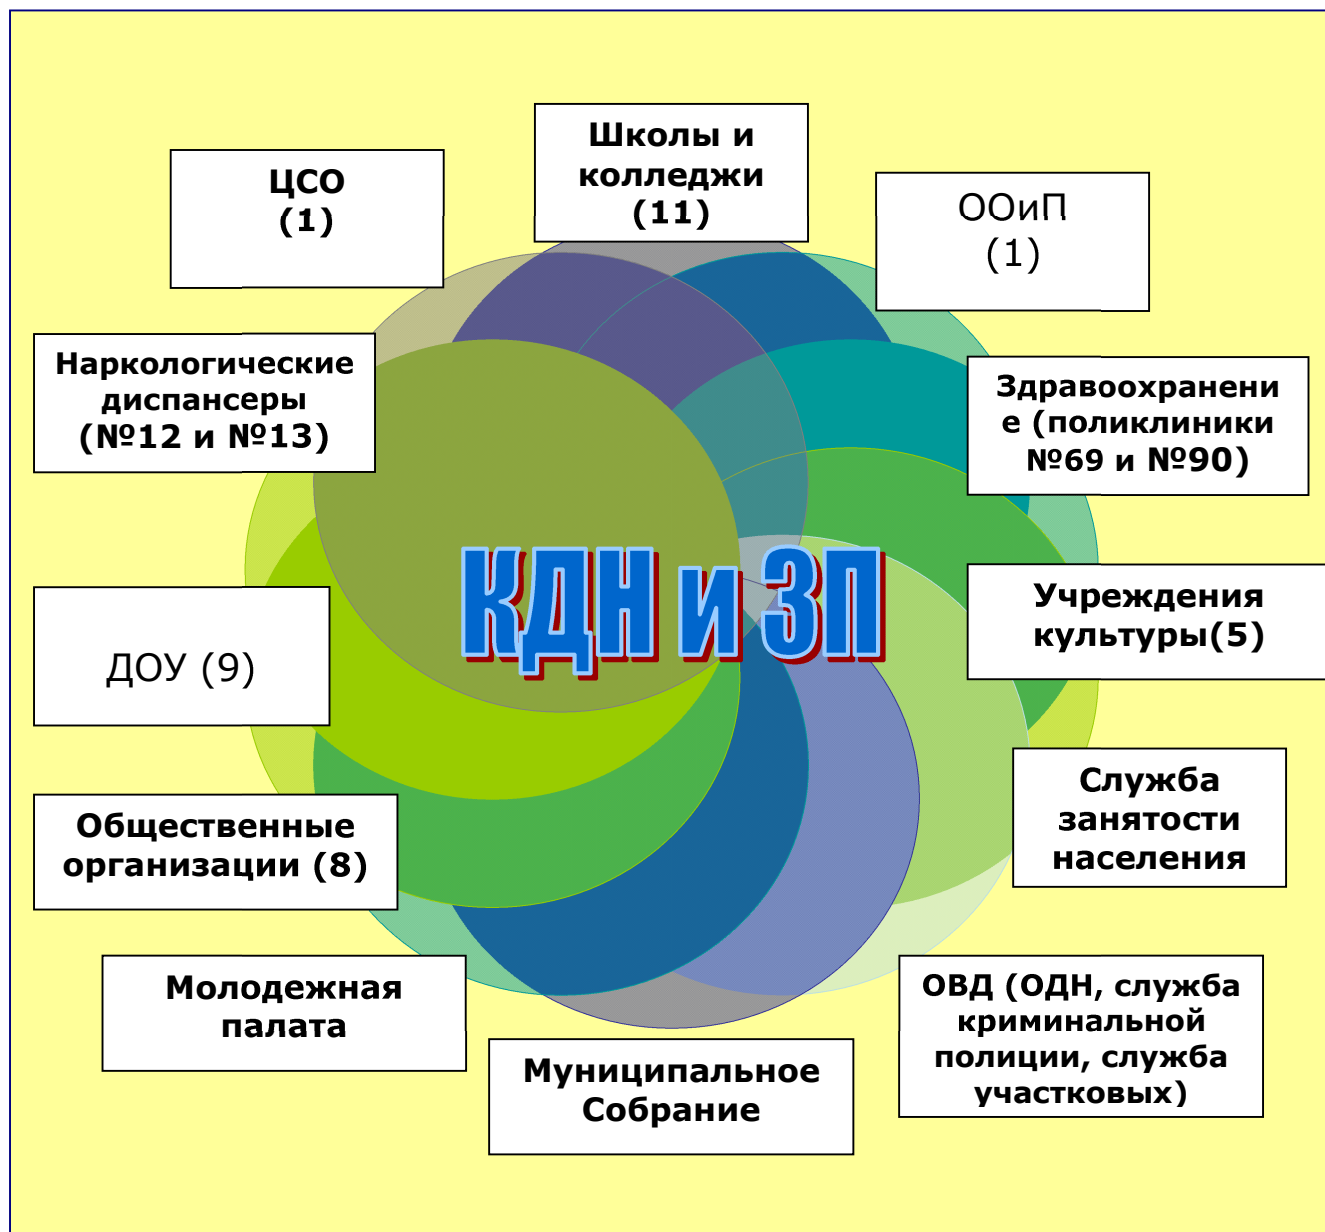 Школы и
колледжи
(11)
ЦСО
(1)
ООиП
(1)
Наркологические
диспансеры
(№12 и №13)
Здравоохранени
е (поликлиники
№69 и №90)
КДН и ЗП
Учреждения
культуры(5)
ДОУ (9)
Служба
занятости
населения
Общественные
организации (8)
Молодежная
палата
ОВД (ОДН, служба
криминальной
полиции, служба
участковых)
Муниципальное
Собрание